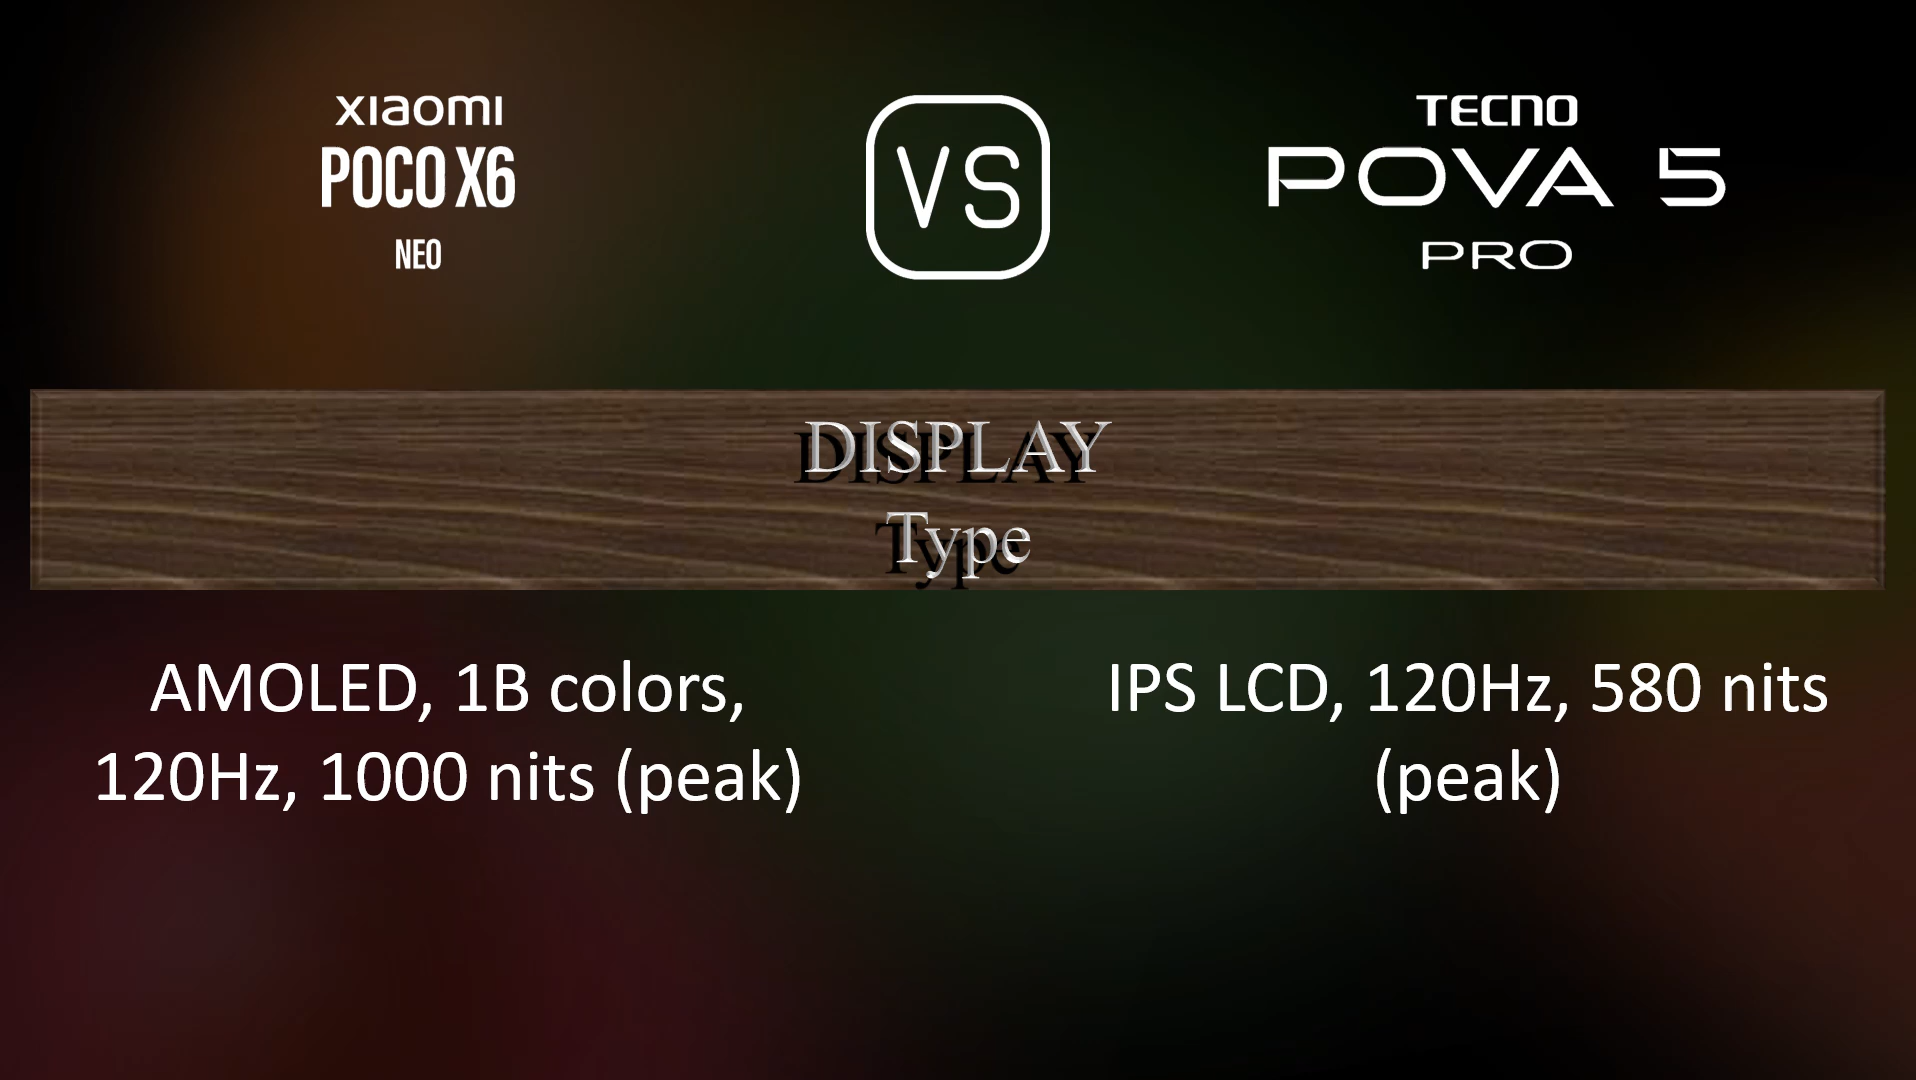 xiaomi
POCO X6
NEO
VS
TECNO
POVA 5
PRO
DISPLAY
Type
AMOLED, 1B colors,
120Hz, 1000 nits (peak)
IPS LCD, 120Hz, 580 nits
(peak)